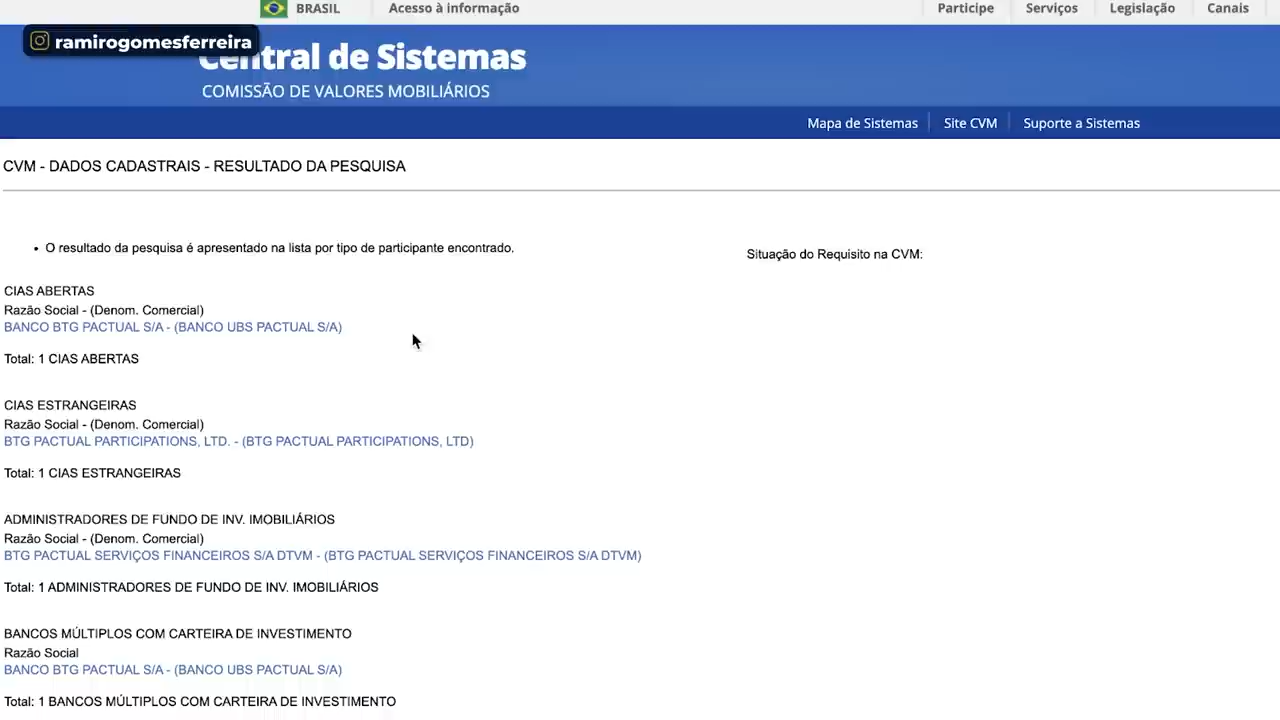 BRASIL
Acesso à informação
Participe
Serviços
Legislação
Canais
ramirogomesferreira
Central de Sistemas
COMISSÃO DE VALORES MOBILIÁRIOS
Mapa de Sistemas
Site CVM
Suporte a Sistemas
CVM - DADOS CADASTRAIS - RESULTADO DA PESQUISA
• O resultado da pesquisa é apresentado na lista por tipo de participante encontrado.
Situação do Requisito na CVM:
CIAS ABERTAS
Razão Social - (Denom. Comercial)
BANCO BTG PACTUAL S/A - (BANCO UBS PACTUAL S/A)
Total: 1 CIAS ABERTAS
CIAS ESTRANGEIRAS
Razão Social - (Denom. Comercial)
BTG PACTUAL PARTICIPATIONS, LTD. - (BTG PACTUAL PARTICIPATIONS, LTD)
Total: 1 CIAS ESTRANGEIRAS
ADMINISTRADORES DE FUNDO DE INV. IMOBILIÁRIOS
Razão Social - (Denom. Comercial)
BTG PACTUAL SERVIÇOS FINANCEIROS S/A DTVM - (BTG PACTUAL SERVIÇOS FINANCEIROS S/A DTVM)
Total: 1 ADMINISTRADORES DE FUNDO DE INV. IMOBILIÁRIOS
BANCOS MÚLTIPLOS COM CARTEIRA DE INVESTIMENTO
Razão Social
BANCO BTG PACTUAL S/A - (BANCO UBS PACTUAL S/A)
Total: 1 BANCOS MÚLTIPLOS COM CARTEIRA DE INVESTIMENTO